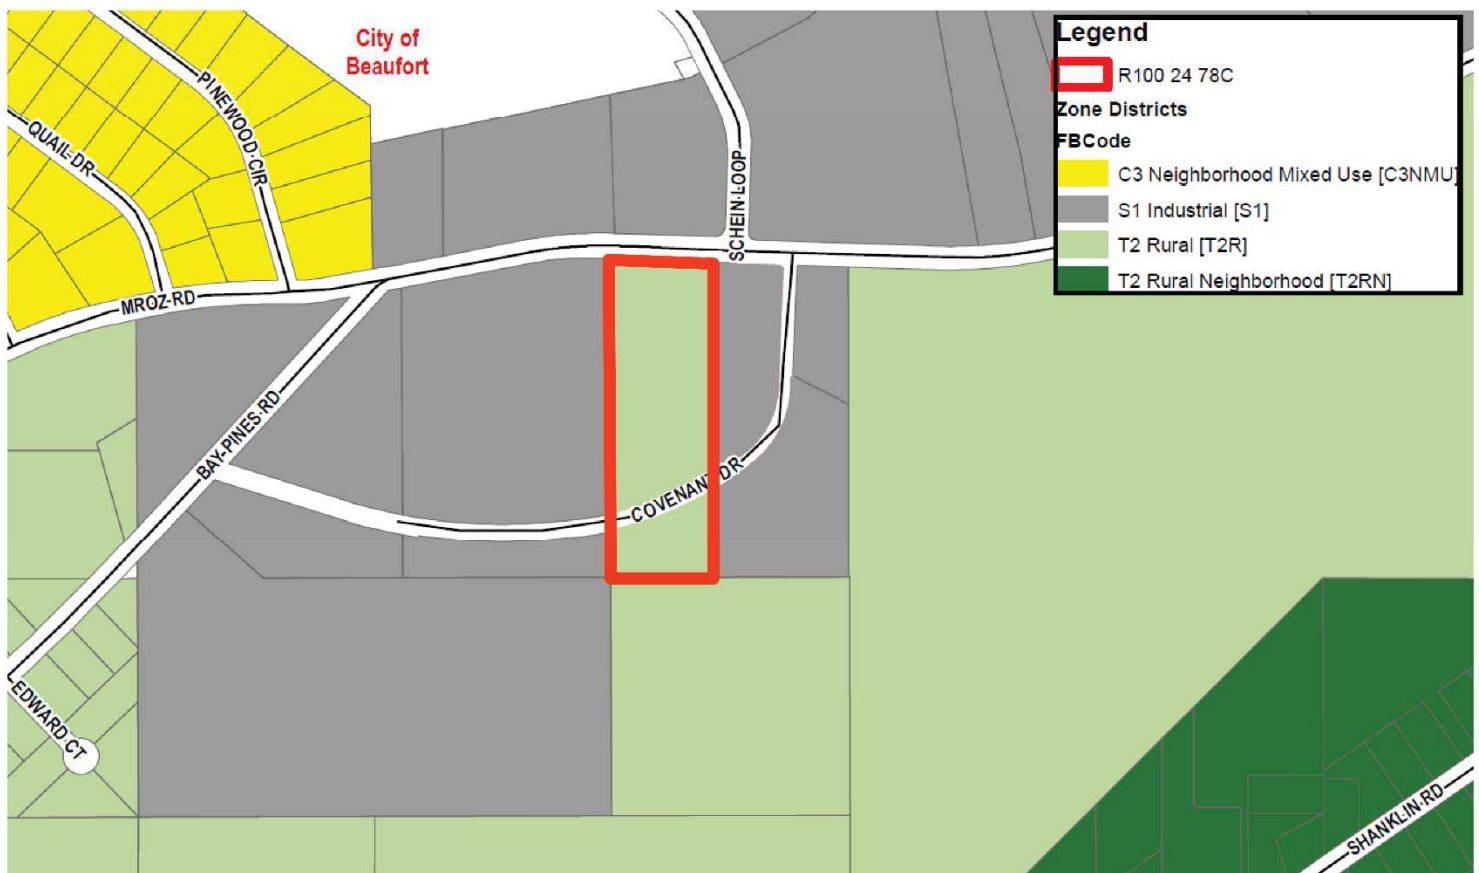 City of
Beaufort
Legend
R100 24 78C
Zone Districts
FBCode
C3 Neighborhood Mixed Use [C3NMU]
S1 Industrial [S1]
T2 Rural [T2R]
T2 Rural Neighborhood [T2RN]
PINEWOOD CIR
QUAIL DR
SCHEIN LOOP
MROZ RD
BAY PINES RD
COVENANT DR
EDWARD CT
SHANKLIN RD